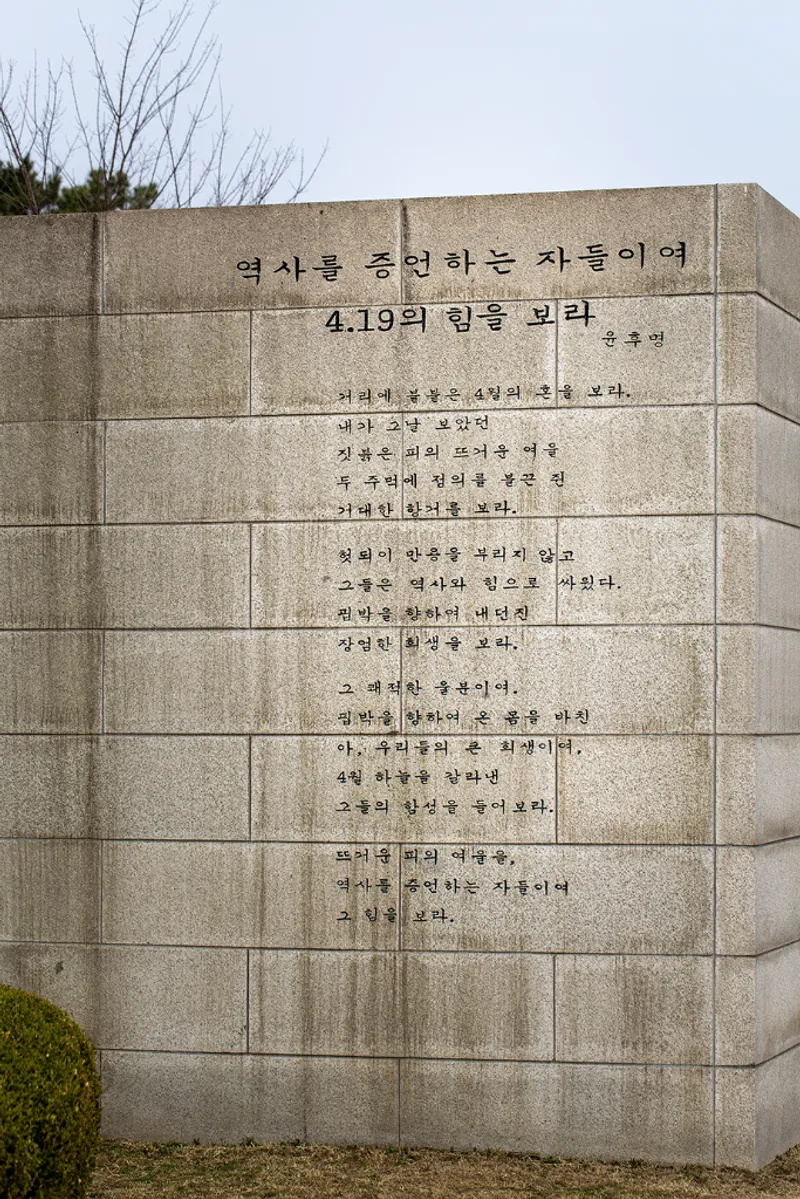 역사를 증언하는 자들이여
4.19의 힘을 보라
윤후명
거리에 불붙은 4월의 혼을 보라.
내가 그날 보았던
짓붉은 피의 뜨거운 여울
두 주먹에 정의를 불끈 쥔
거대한 항거를 보라.
헛되이 만용을 부리지 않고
그들은 역사와 힘으로 싸웠다.
핍박을 향하여 내던진
장엄한 희생을 보라.
그 쾌적한 울분이여.
핍박을 향하여 온 몸을 바친
아, 우리들의 큰 희생이여,
4월 하늘을 갈라낸
그들의 함성을 들어보라.
뜨거운 피의 여울을,
역사를 증언하는 자들이여
그 힘을 보라.